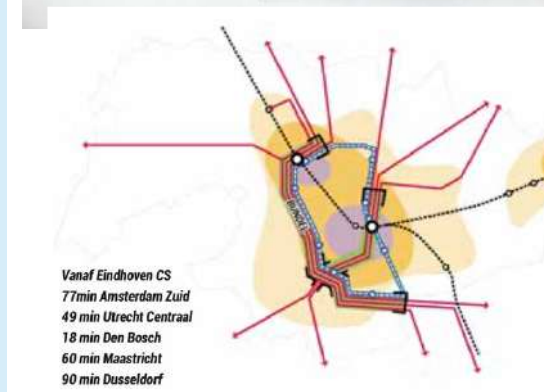 BUNDEL
Vanaf Eindhoven CS
77min Amsterdam Zuid
49 min Utrecht Centraal
18 min Den Bosch
60 min Maastricht
90 min Dusseldorf